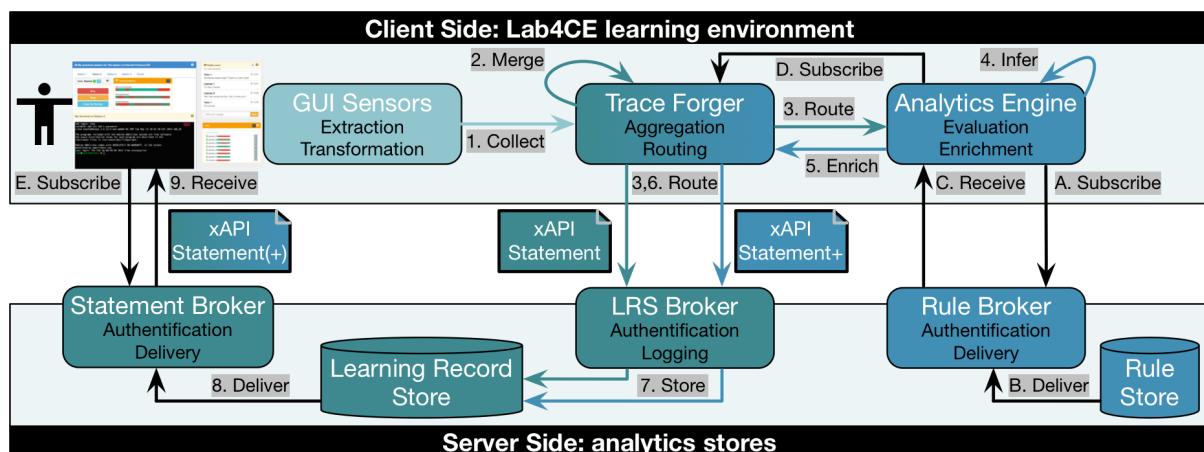 Client Side: Lab4CE learning environment
2. Merge
D. Subscribe
4. Infer
GUI Sensors
Extraction
Transformation
1. Collect
Trace Forger
Aggregation
Routing
3. Route
5. Enrich
Analytics Engine
Evaluation
Enrichment
E. Subscribe
9. Receive
3,6. Route
C. Receive
A. Subscribe
xAPI
Statement(+)
xAPI
Statement
xAPI
Statement+
Statement Broker
Authentification
Delivery
LRS Broker
Authentification
Logging
Rule Broker
Authentification
Delivery
8. Deliver
Learning Record
Store
7. Store
B. Deliver
Rule
Store
Server Side: analytics stores